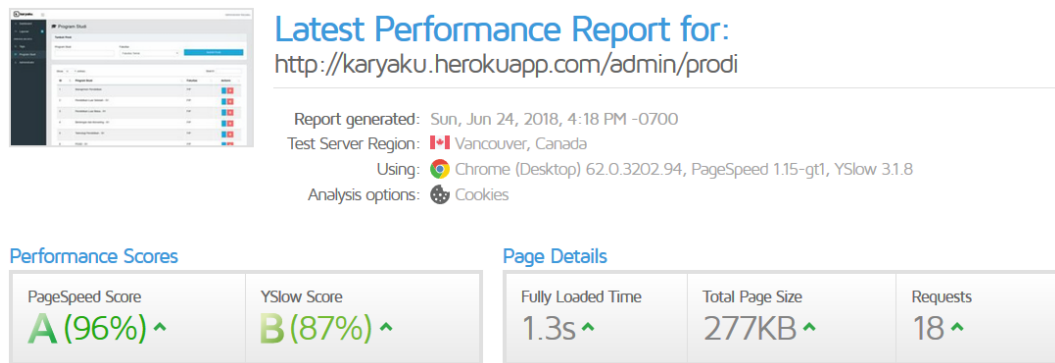 Latest Performance Report for:
http://karyaku.herokuapp.com/admin/prodi
Report generated: Sun, Jun 24, 2018, 4:18 PM -0700
Test Server Region: Vancouver, Canada
Using: Chrome (Desktop) 62.0.3202.94, PageSpeed 1.15-gt1, YSlow 3.1.8
Analysis options: Cookies
Program Studi
Performance Scores
Page Details
PageSpeed Score
YSlow Score
Fully Loaded Time
Total Page Size
Requests
A (96%)
B (87%)
1.3s
277KB
18